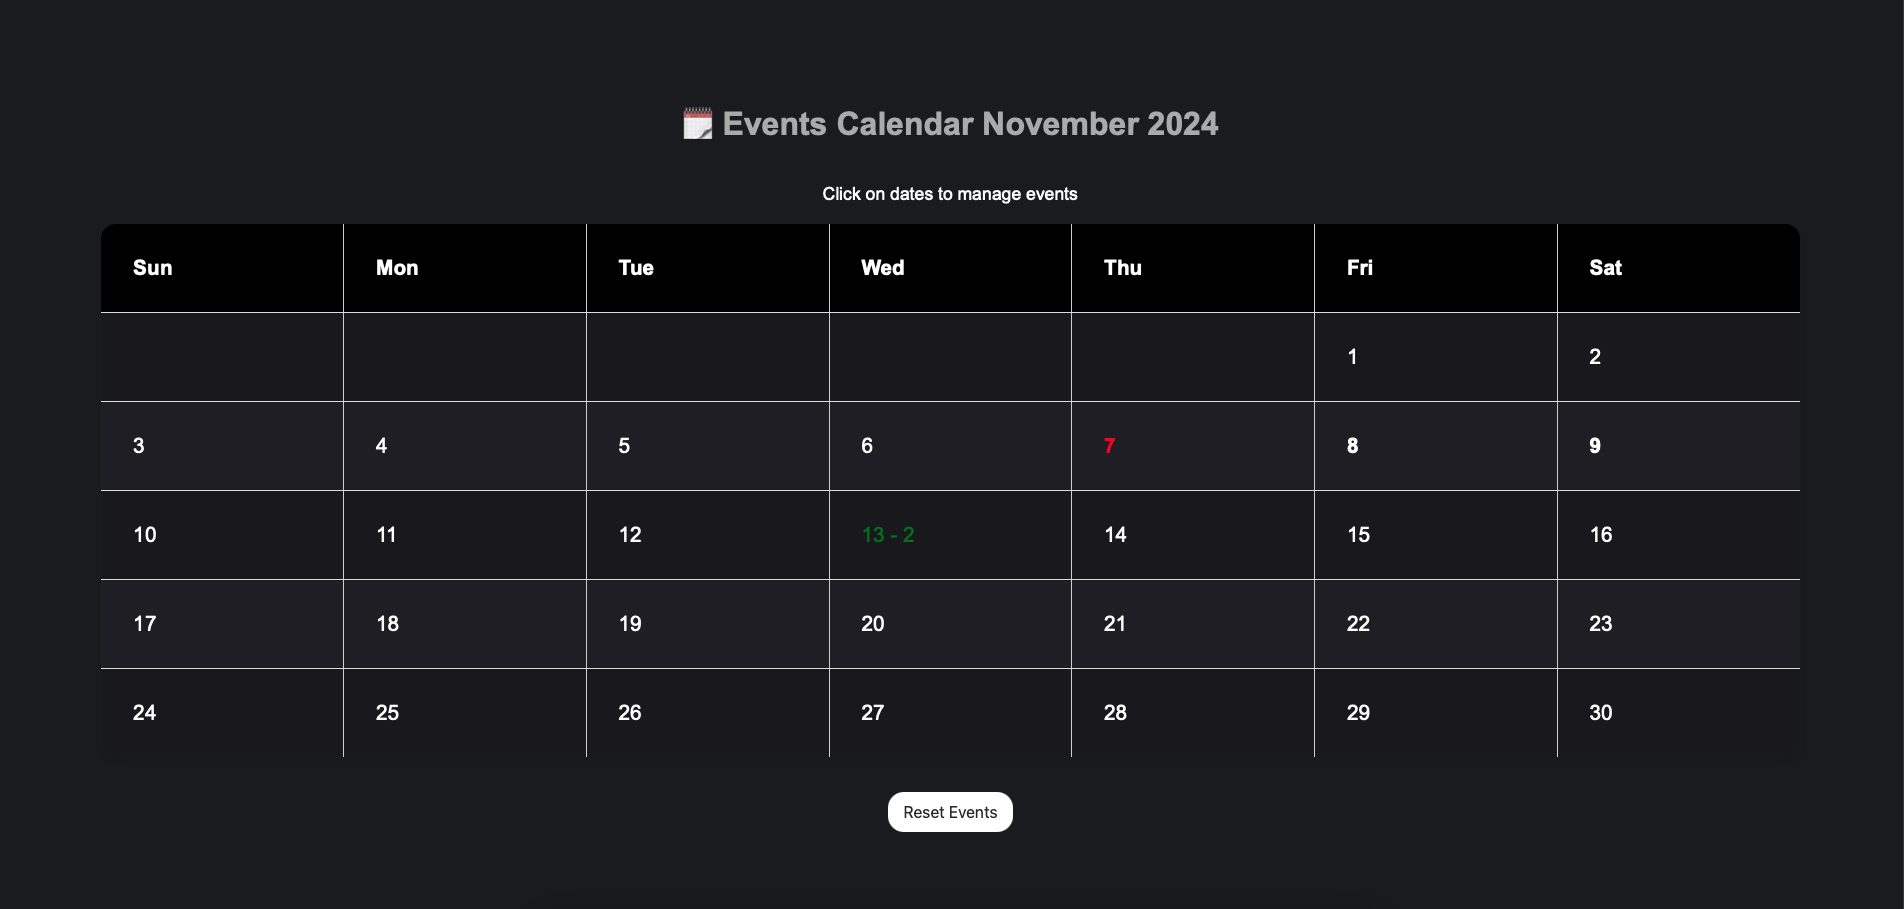 Events Calendar November 2024
Click on dates to manage events
Sun Mon Tue Wed Thu Fri Sat
1 2
3 4 5 6 7 8 9
10 11 12 13 - 2 14 15 16
17 18 19 20 21 22 23
24 25 26 27 28 29 30
Reset Events